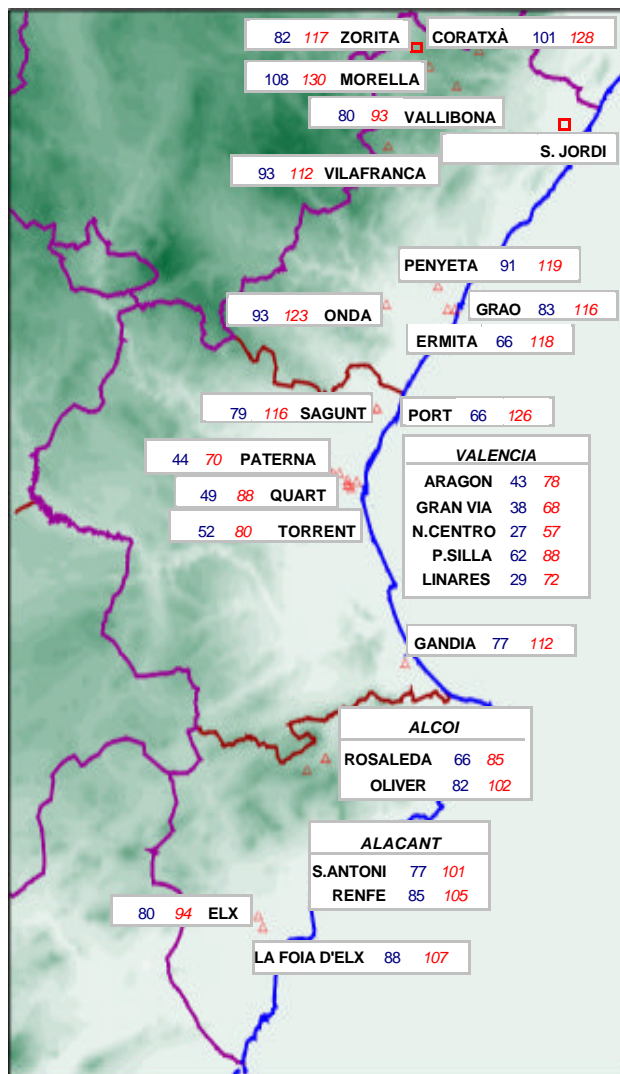 82 117 ZORITA
CORATXÀ 101 128
108 130 MORELLA
80 93 VALLIBONA
S. JORDI
93 112 VILAFRANCA
PENYETA 91 119
93 123 ONDA
GRAO 83 116
ERMITA 66 118
79 116 SAGUNT
PORT 66 126
44 70 PATERNA
49 88 QUART
52 80 TORRENT
VALENCIA
ARAGON 43 78
GRAN VIA 38 68
N.CENTRO 27 57
P.SILLA 62 88
LINARES 29 72
GANDIA 77 112
ALCOI
ROSALEDA 66 85
OLIVER 82 102
ALACANT
S.ANTONI 77 101
RENFE 85 105
80 94 ELX
LA FOIA D'ELX 88 107